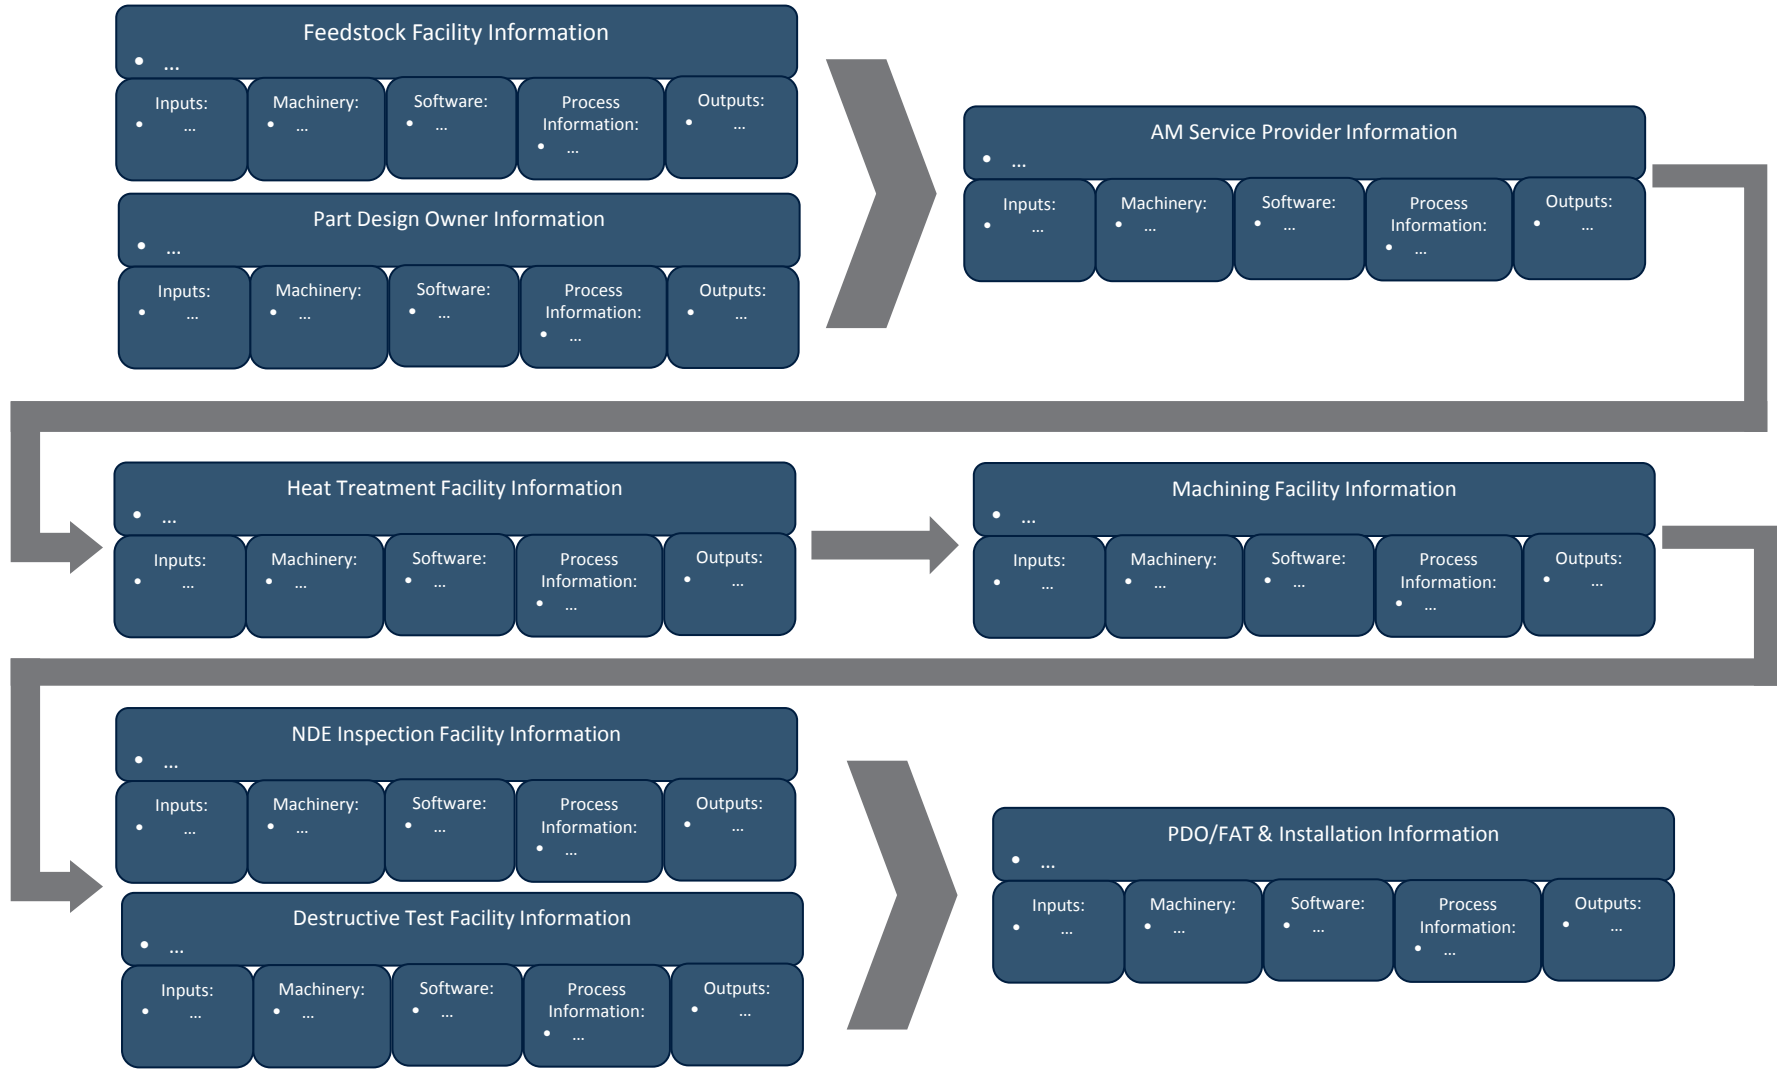 Feedstock Facility Information
• ...
Inputs:
• ...
Machinery:
• ...
Software:
• ...
Process
Information:
• ...
Outputs:
• ...
Part Design Owner Information
• ...
Inputs:
• ...
Machinery:
• ...
Software:
• ...
Process
Information:
• ...
Outputs:
• ...
AM Service Provider Information
• ...
Inputs:
• ...
Machinery:
• ...
Software:
• ...
Process
Information:
• ...
Outputs:
• ...
Heat Treatment Facility Information
• ...
Inputs:
• ...
Machinery:
• ...
Software:
• ...
Process
Information:
• ...
Outputs:
• ...
Machining Facility Information
• ...
Inputs:
• ...
Machinery:
• ...
Software:
• ...
Process
Information:
• ...
Outputs:
• ...
NDE Inspection Facility Information
• ...
Inputs:
• ...
Machinery:
• ...
Software:
• ...
Process
Information:
• ...
Outputs:
• ...
Destructive Test Facility Information
• ...
Inputs:
• ...
Machinery:
• ...
Software:
• ...
Process
Information:
• ...
Outputs:
• ...
PDO/FAT & Installation Information
• ...
Inputs:
• ...
Machinery:
• ...
Software:
• ...
Process
Information:
• ...
Outputs:
• ...